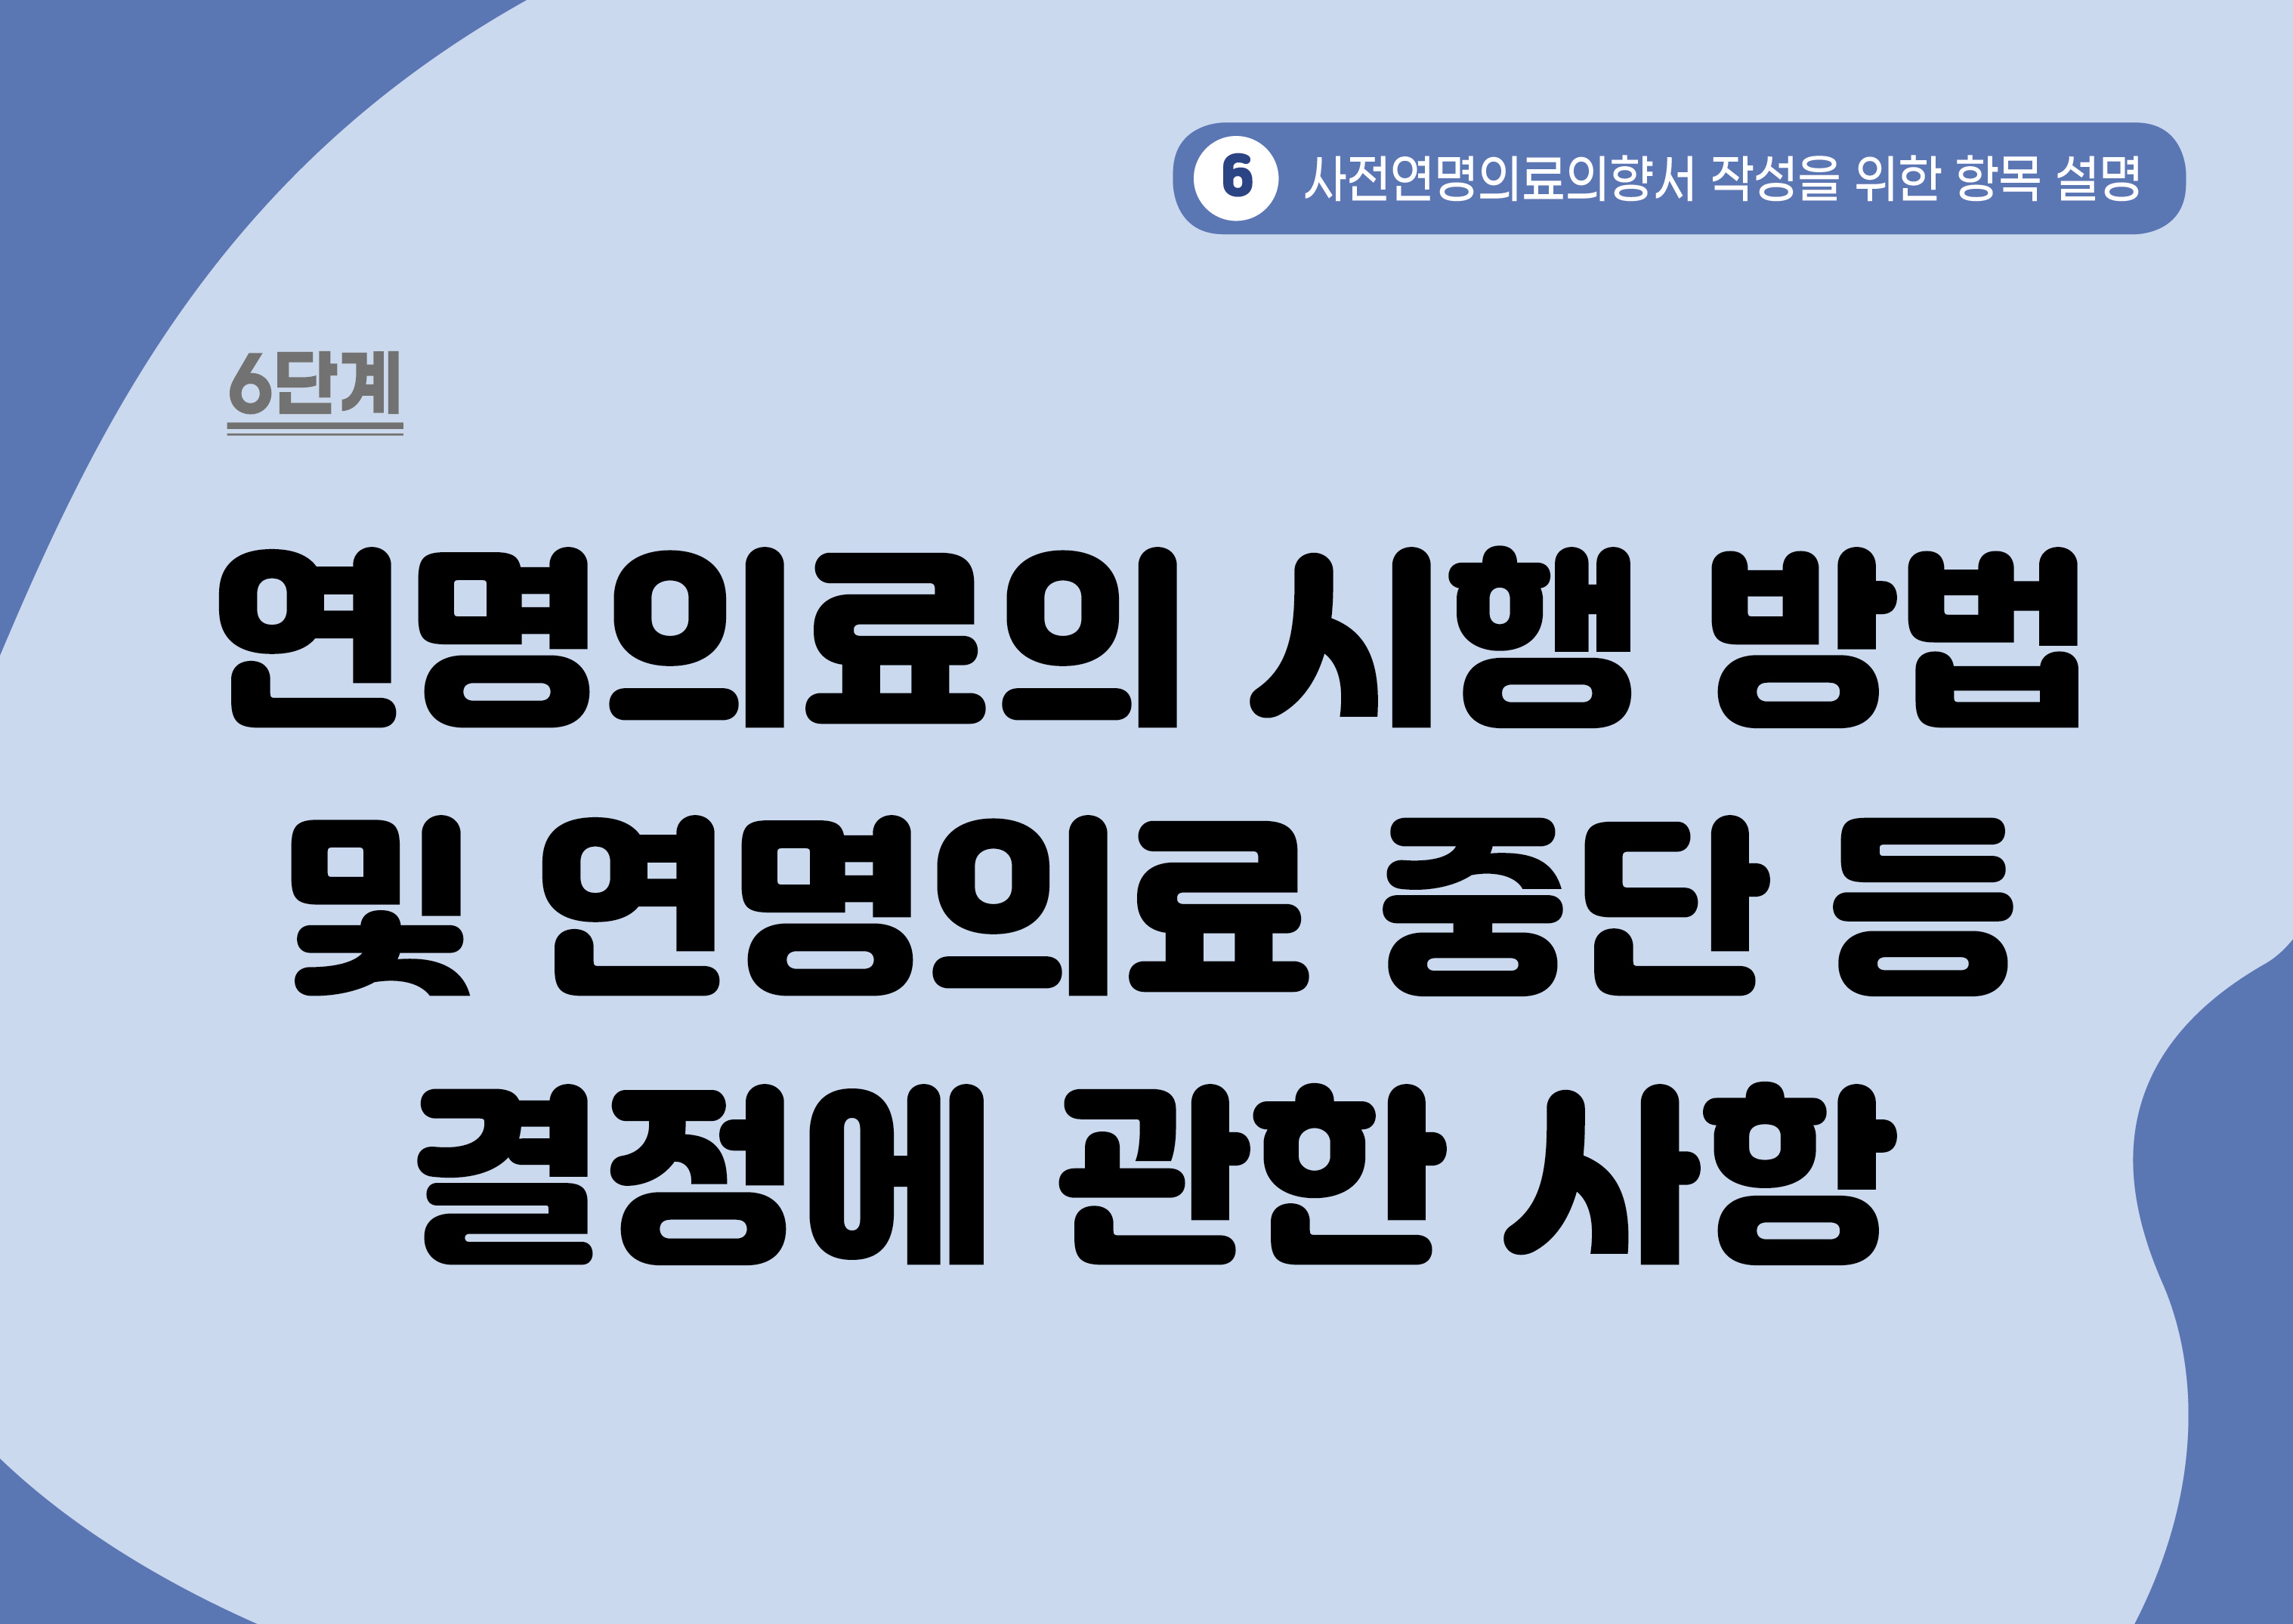 6 사전연명의료의향서 작성을 위한 항목 설명
6단계
연명의료의 시행 방법
및 연명의료 중단 등
결정에 관한 사항